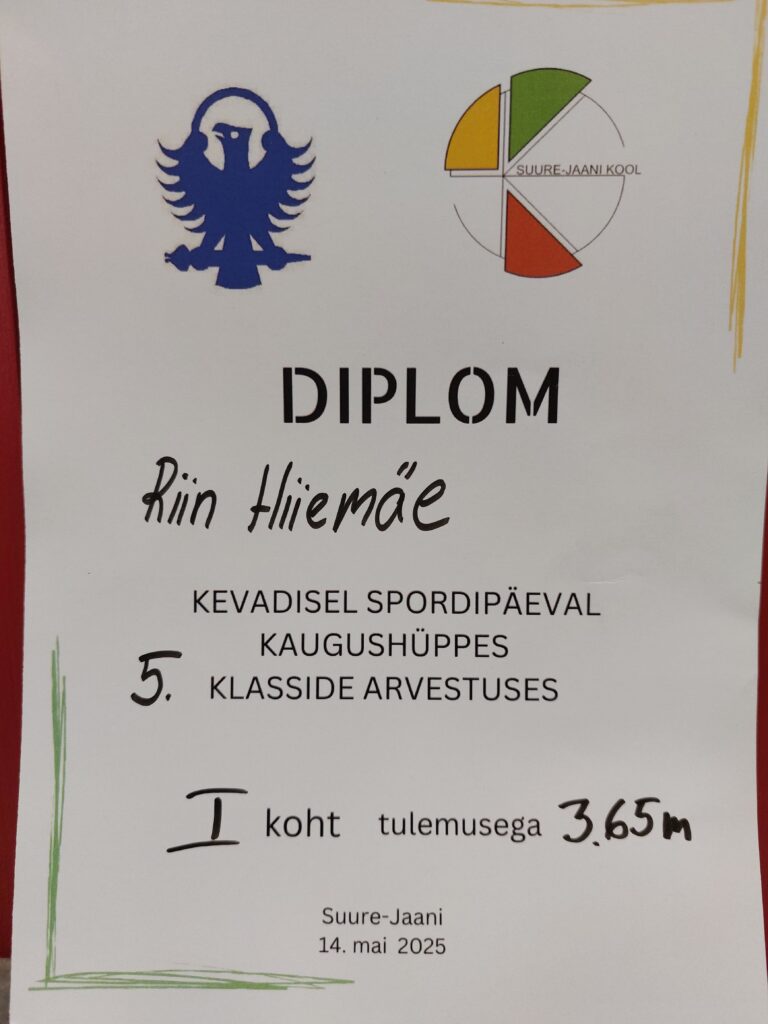 SUURE-JAANI KOOL
DIPLOM
Riin Hiiemäe
KEVADISEL SPORDIPÄEVAL
KAUGUSHÜPPES
5. KLASSIDE ARVESTUSES
I koht tulemusega 3.65m
Suure-Jaani
14. mai 2025